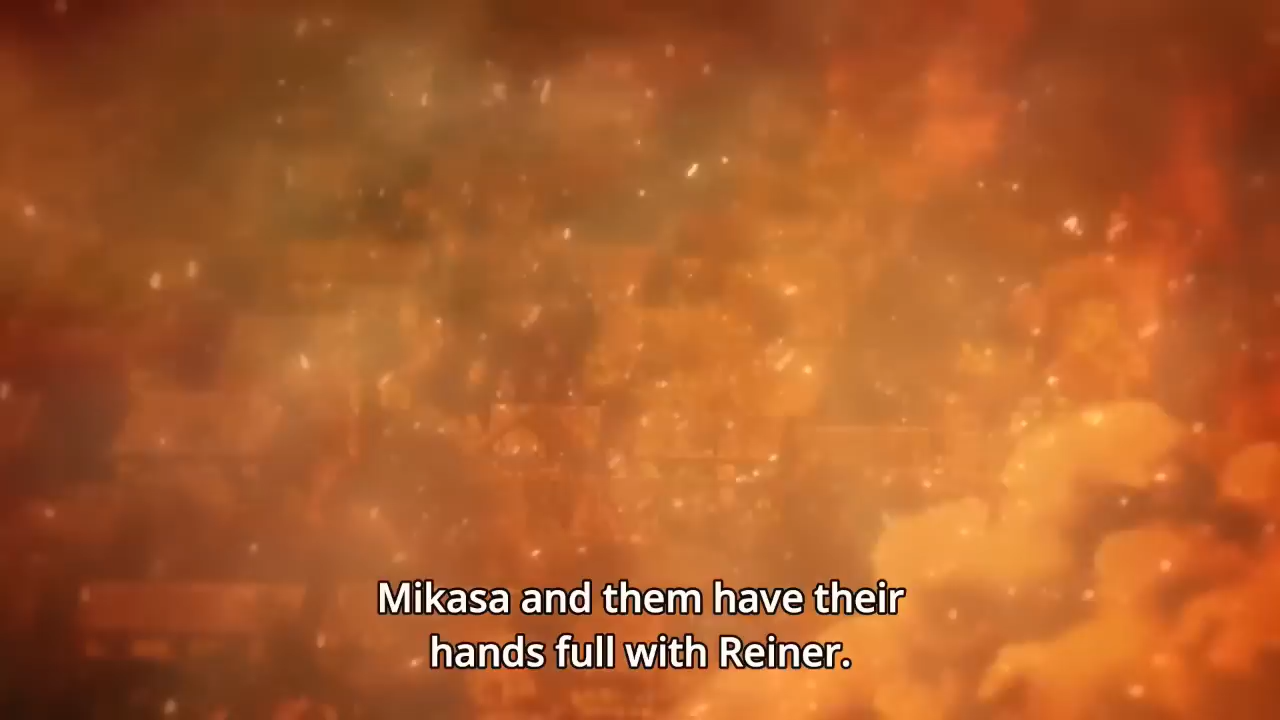 Mikasa and them have their
hands full with Reiner.